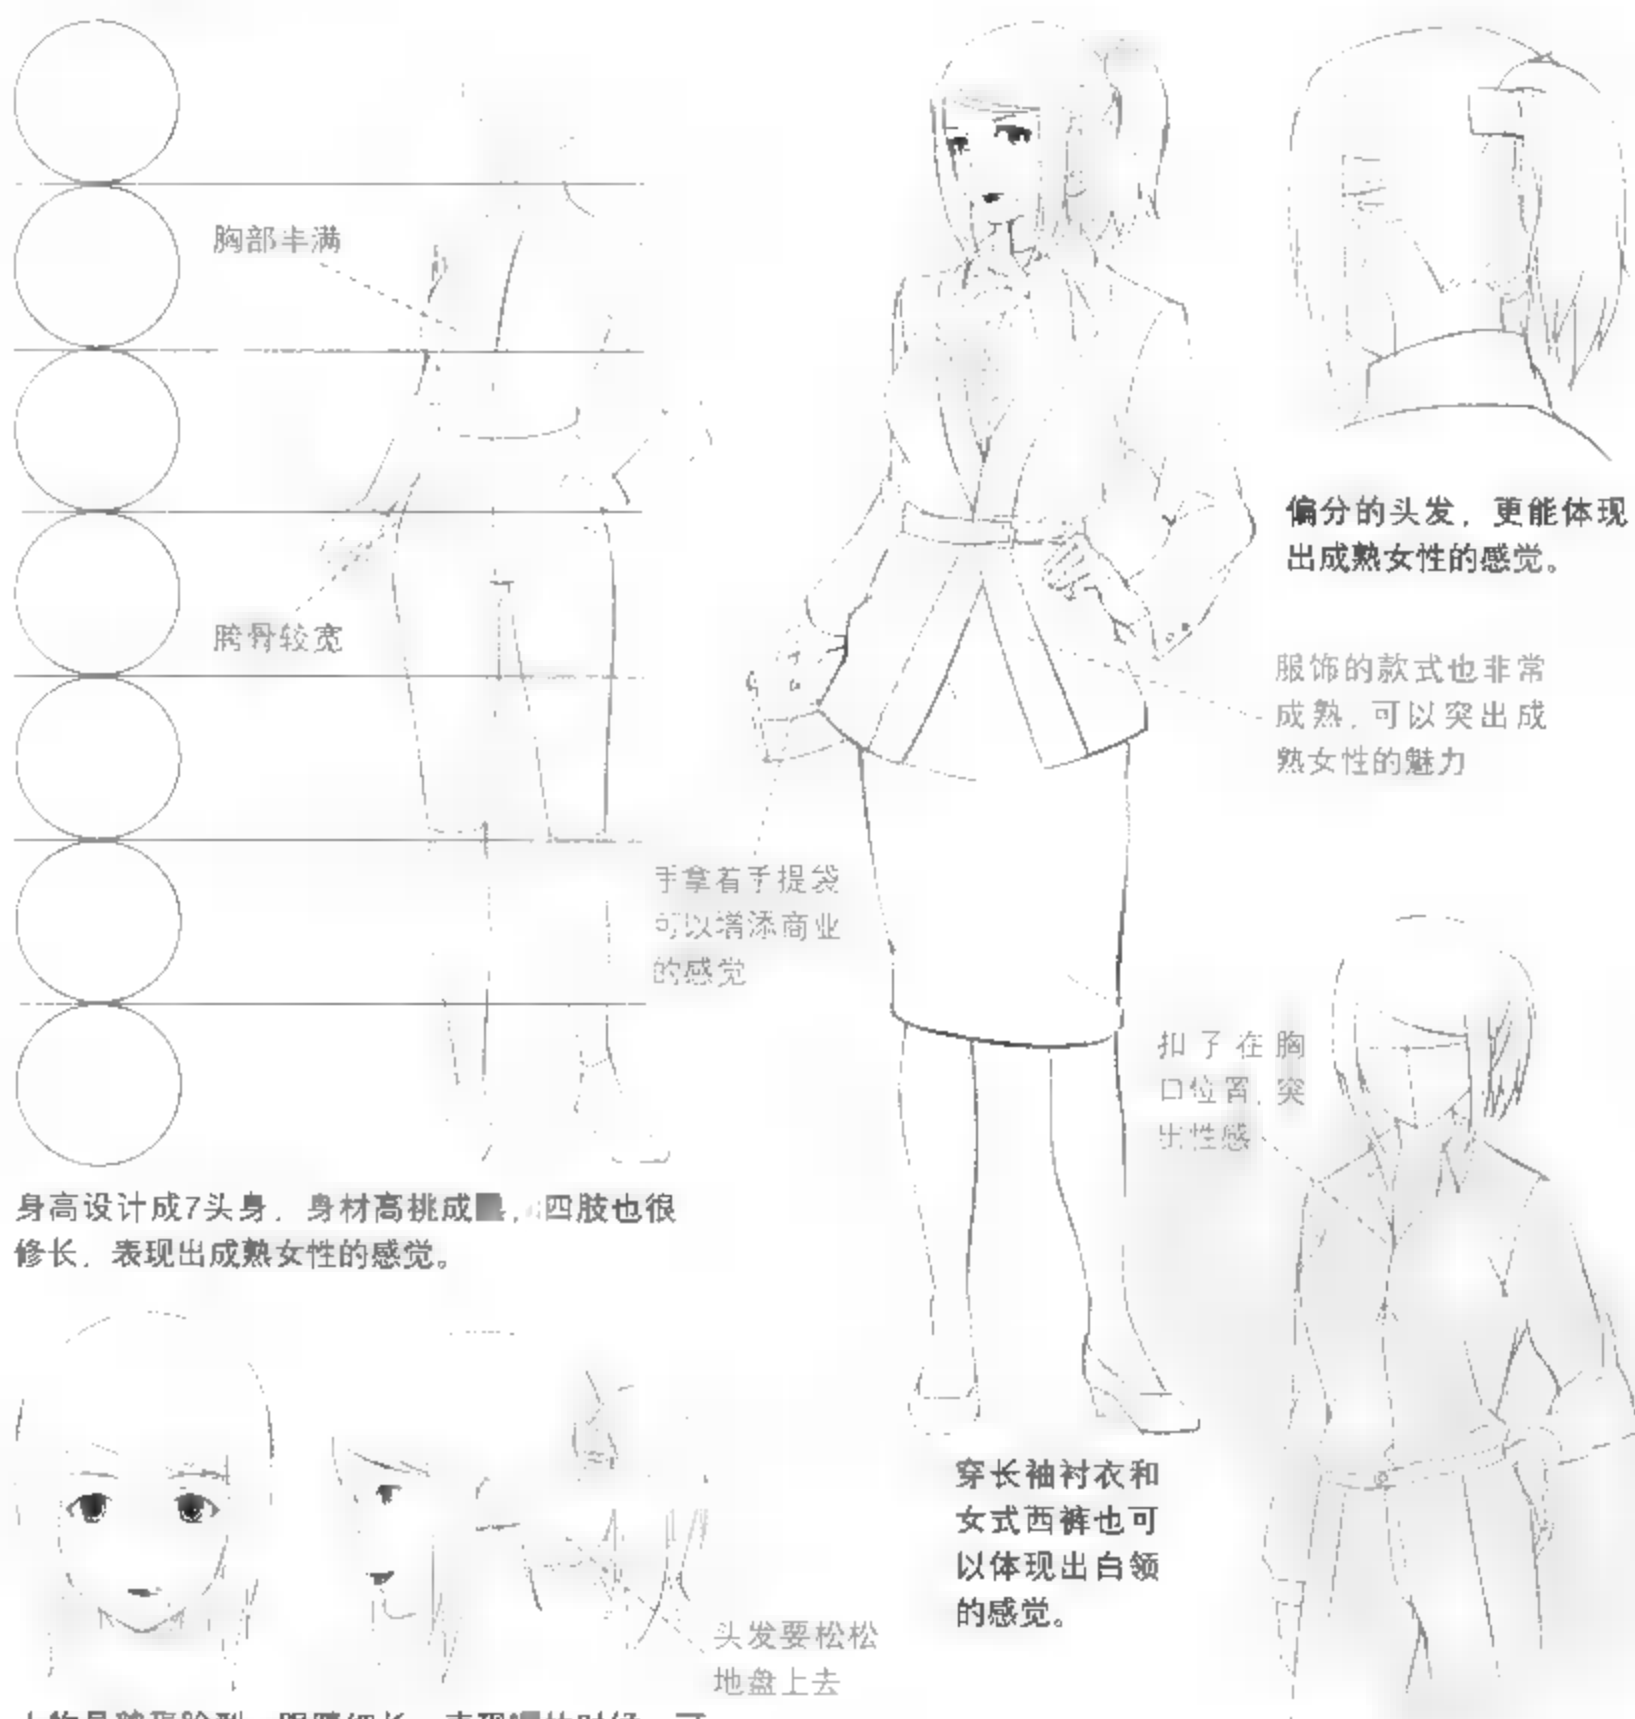 胸部丰满
胯骨较宽
身高设计成7头身，身材高挑成，四肢也很
修长，表现出成熟女性的感觉。
手拿着手提袋
可以增添商业
的感觉
偏分的头发，更能体现
出成熟女性的感觉。
服饰的款式也非常
成熟，可以突出成
熟女性的魅力
扣子在胸
口位置，突
出性感
穿长袖衬衣和
女式西裤也可
以体现出白领
的感觉。
头发要松松
地盘上去